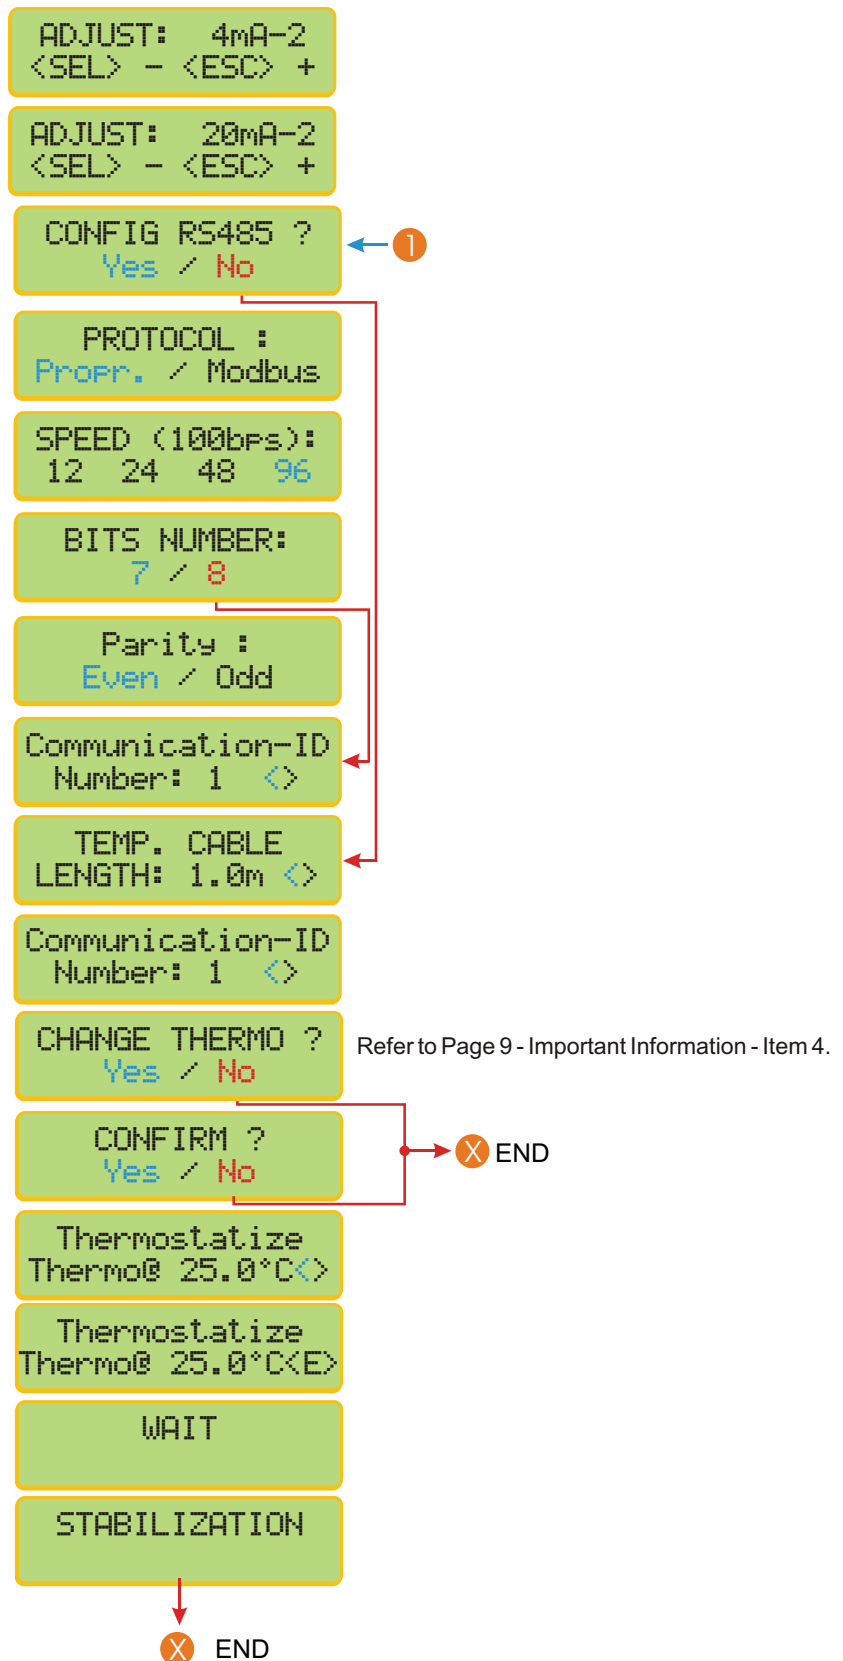 ADJUST: 4mA-2
<SEL> - <ESC> +
ADJUST: 20mA-2
<SEL> - <ESC> +
CONFIG RS485 ?
Yes / No
1
PROTOCOL :
Propr. / Modbus
SPEED (100bps):
12 24 48 96
BITS NUMBER:
7 / 8
Parity :
Even / Odd
Communication-ID
Number: 1 <>
TEMP. CABLE
LENGTH: 1.0m <>
Communication-ID
Number: 1 <>
CHANGE THERMO ?
Yes / No
Refer to Page 9 - Important Information - Item 4.
CONFIRM ?
Yes / No
X END
Thermostatize
Thermo@ 25.0°C<>
Thermostatize
Thermo@ 25.0°C<E>
WAIT
STABILIZATION
X END